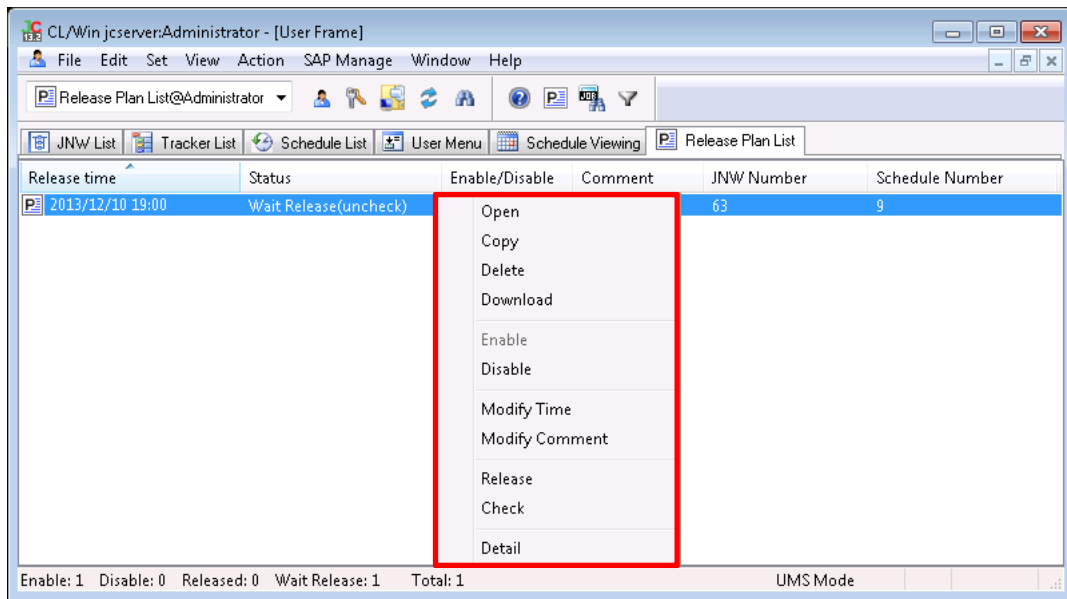 CL/Win jcserver:Administrator - [User Frame]
File Edit Set View Action SAP Manage Window Help
Release Plan List@Administrator
JNW List Tracker List Schedule List User Menu Schedule Viewing Release Plan List
Release time Status Enable/Disable Comment JNW Number Schedule Number
2013/12/10 19:00 Wait Release(uncheck) 63 9
Open
Copy
Delete
Download
Enable
Disable
Modify Time
Modify Comment
Release
Check
Detail
Enable: 1 Disable: 0 Released: 0 Wait Release: 1 Total: 1 UMS Mode